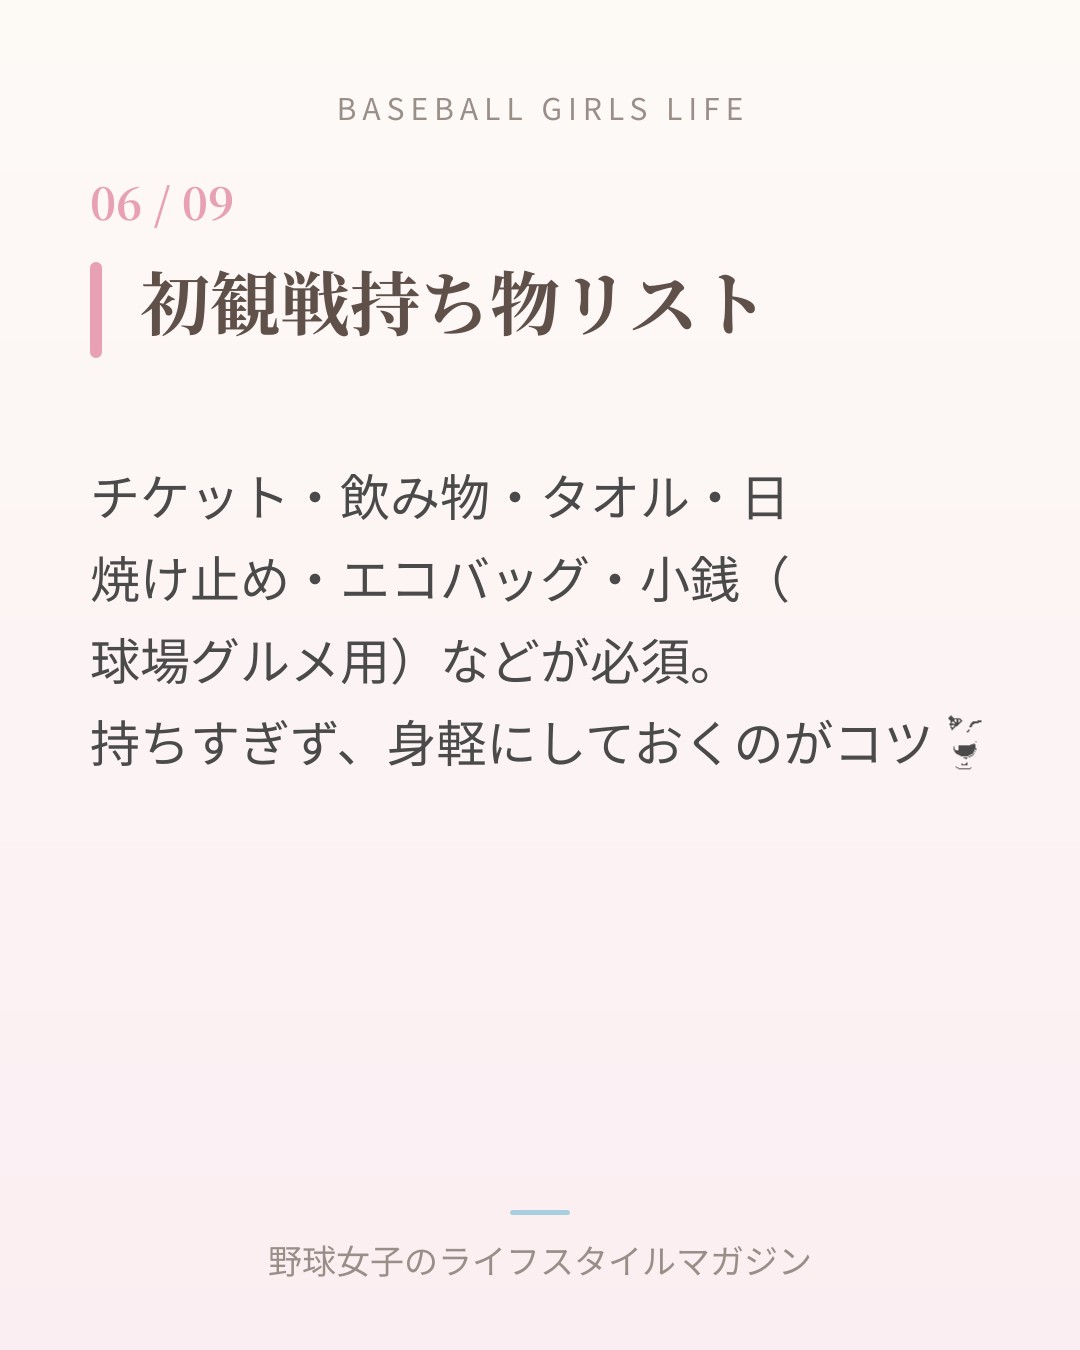 BASEBALL GIRLS LIFE
06 / 09
初観戦持ち物リスト
チケット・飲み物・タオル・日
焼け止め・エコバッグ・小銭（
球場グルメ用）などが必須。
持ちすぎず、身軽にしておくのがコツ
野球女子のライフスタイルマガジン